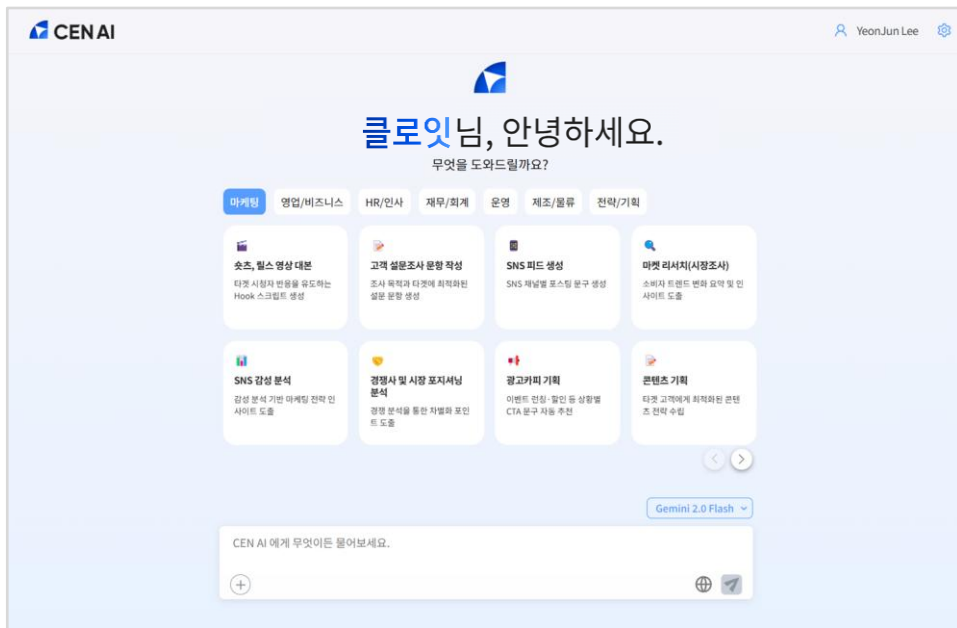 CEN AI
YeonJun Lee
클로잇님, 안녕하세요.
무엇을 도와드릴까요?
마케팅 영업/비즈니스 HR/인사 재무/회계 운영 제조/물류 전략/기획
숏츠, 릴스 영상 대본
타겟 시청자 반응을 유도하는
Hook 스크립트 생성
고객 설문조사 문항 작성
조사 목적과 타겟에 최적화된
설문 문항 생성
SNS 피드 생성
SNS 채널별 포스팅 문구 생성
마켓 리서치(시장조사)
소비자 트렌드 변화 요약 및 인
사이트 도출
SNS 감성 분석
감성 분석 기반 마케팅 전략 인
사이트 도출
경쟁사 및 시장 포지셔닝
분석
경쟁 분석을 통한 차별화 포인
트 도출
광고카피 기획
이벤트 런칭·할인 등 상황별
CTA 문구 자동 추천
콘텐츠 기획
타겟 고객에게 최적화된 콘텐
츠 전략 수립
Gemini 2.0 Flash
CEN AI 에게 무엇이든 물어보세요.